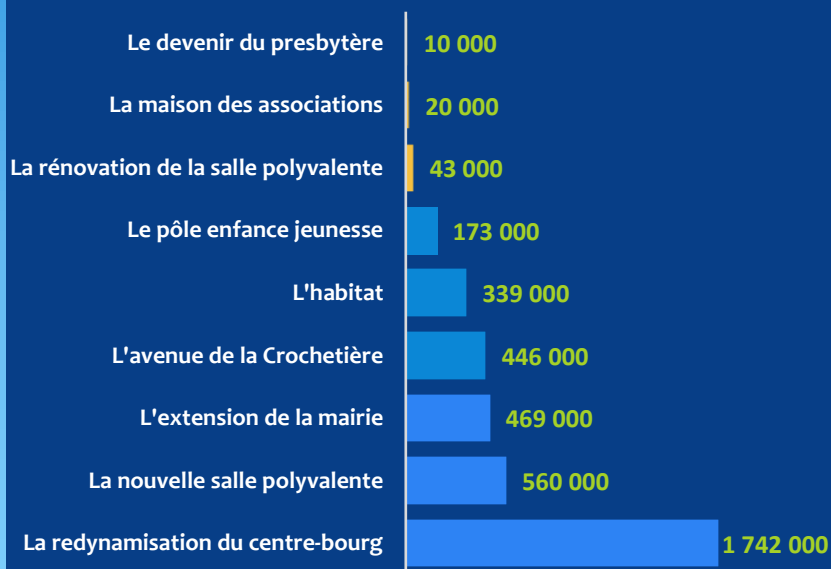 Le devenir du presbytère 10 000
La maison des associations 20 000
La rénovation de la salle polyvalente 43 000
Le pôle enfance jeunesse 173 000
L'habitat 339 000
L'avenue de la Crochetière 446 000
L'extension de la mairie 469 000
La nouvelle salle polyvalente 560 000
La redynamisation du centre-bourg 1 742 000